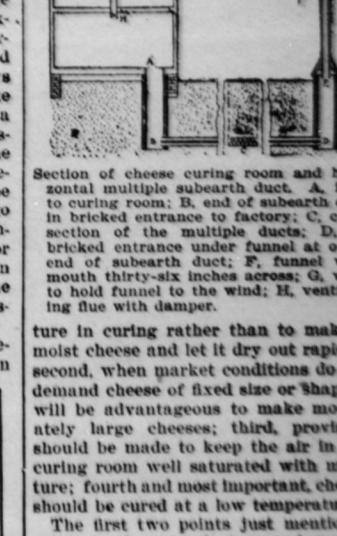 H
A
B
C
D
E
Section of cheese curing room and
zontal multiple subearth duct. A,
to curing room; B, end of subearth
in bricked entrance to factory; C,
section of the multiple ducts; D,
bricked entrance under funnel at
end of subearth duct; F, funnel
mouth thirty-six inches across; G,
to hold funnel to the wind; H, vent
ing flue with damper.
ture in curing rather than to mak
moist cheese and let it dry out rapi
second, when market conditions do
demand cheese of fixed size or shap
will be advantageous to make mo
ately large cheeses; third, provi
should be made to keep the air in
curing room well saturated with m
ture; fourth and most important, ch
should be cured at a low temperatu
The first two points just mentio